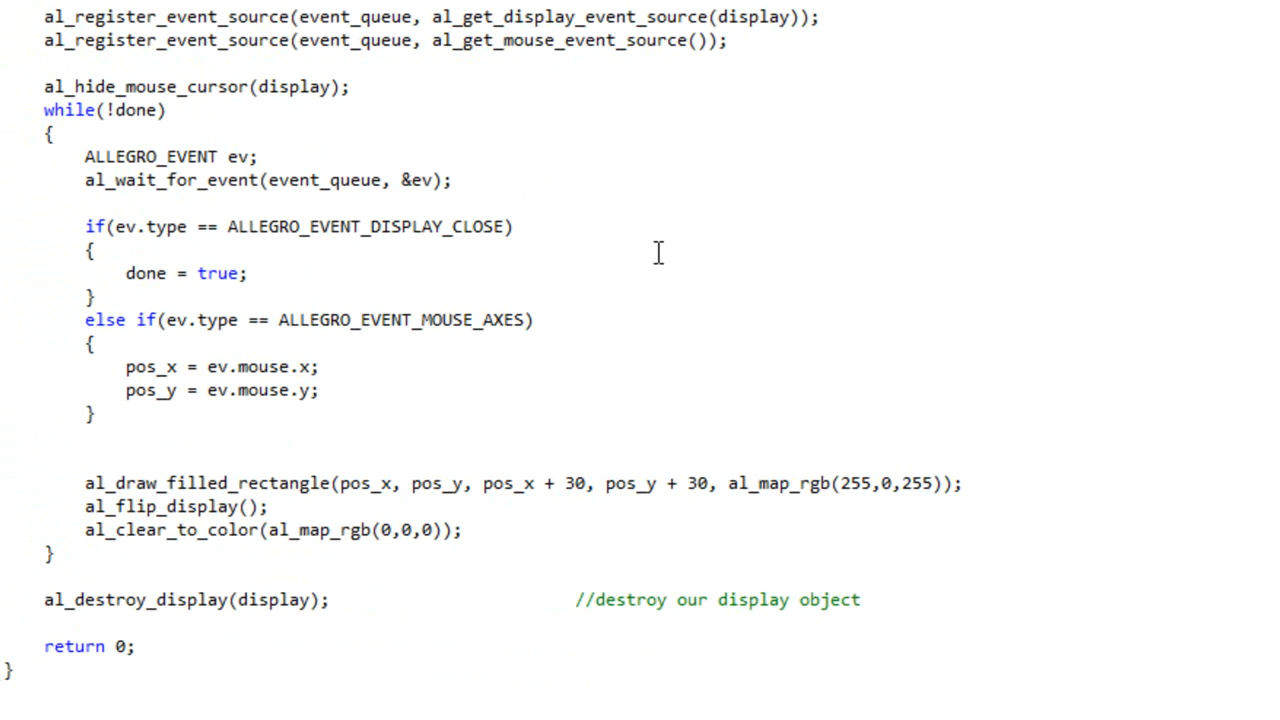 al_register_event_source(event_queue, al_get_display_event_source(display));
al_register_event_source(event_queue, al_get_mouse_event_source());
al_hide_mouse_cursor(display);
while(!done)
{
ALLEGRO_EVENT ev;
al_wait_for_event(event_queue, &ev);
if(ev.type == ALLEGRO_EVENT_DISPLAY_CLOSE)
{
done = true;
}
else if(ev.type == ALLEGRO_EVENT_MOUSE_AXES)
{
pos_x = ev.mouse.x;
pos_y = ev.mouse.y;
}
al_draw_filled_rectangle(pos_x, pos_y, pos_x + 30, pos_y + 30, al_map_rgb(255,0,255));
al_flip_display();
al_clear_to_color(al_map_rgb(0,0,0));
}
al_destroy_display(display); //destroy our display object
return 0;
}